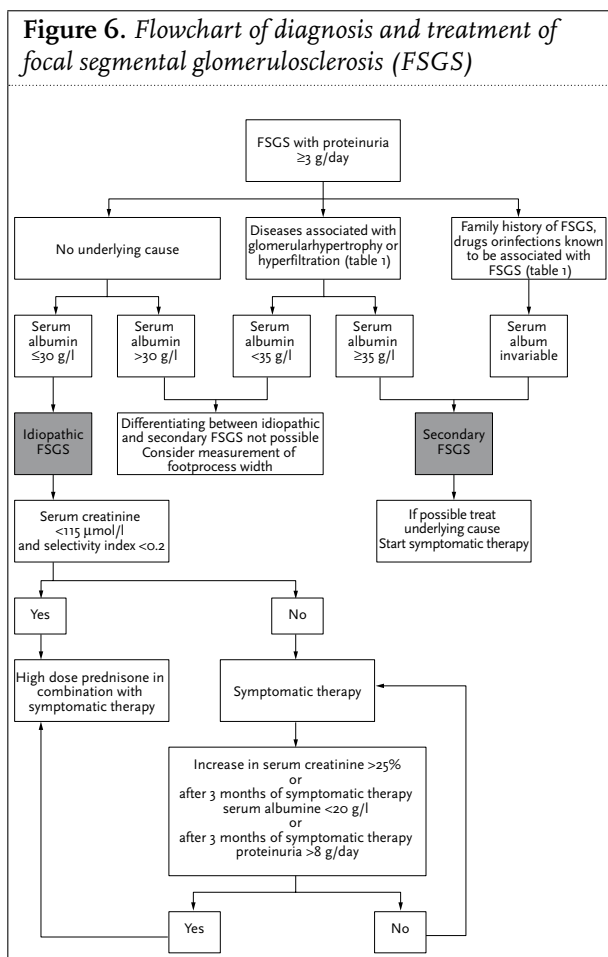 Figure 6. Flowchart of diagnosis and treatment of
focal segmental glomerulosclerosis (FSGS)
FSGS with proteinuria
≥3 g/day
No underlying cause
Diseases associated with
glomerularhypertrophy or
hyperfiltration (table 1)
Family history of FSGS,
drugs orinfections known
to be associated with
FSGS (table 1)
Serum
albumin
≤30 g/l
Serum
albumin
>30 g/l
Serum
albumin
<35 g/l
Serum
albumin
≥35 g/l
Serum
album
invariable
Idiopathic
FSGS
Differentiating between idiopathic
and secondary FSGS not possible
Consider measurement of
footprocess width
Secondary
FSGS
Serum creatinine
<115 µmol/l
and selectivity index <0.2
If possible treat
underlying cause
Start symptomatic therapy
Yes
No
High dose prednisone in
combination with
symptomatic therapy
Symptomatic therapy
Increase in serum creatinine >25%
or
after 3 months of symptomatic therapy
serum albumine <20 g/l
or
after 3 months of symptomatic therapy
proteinuria >8 g/day
Yes
No